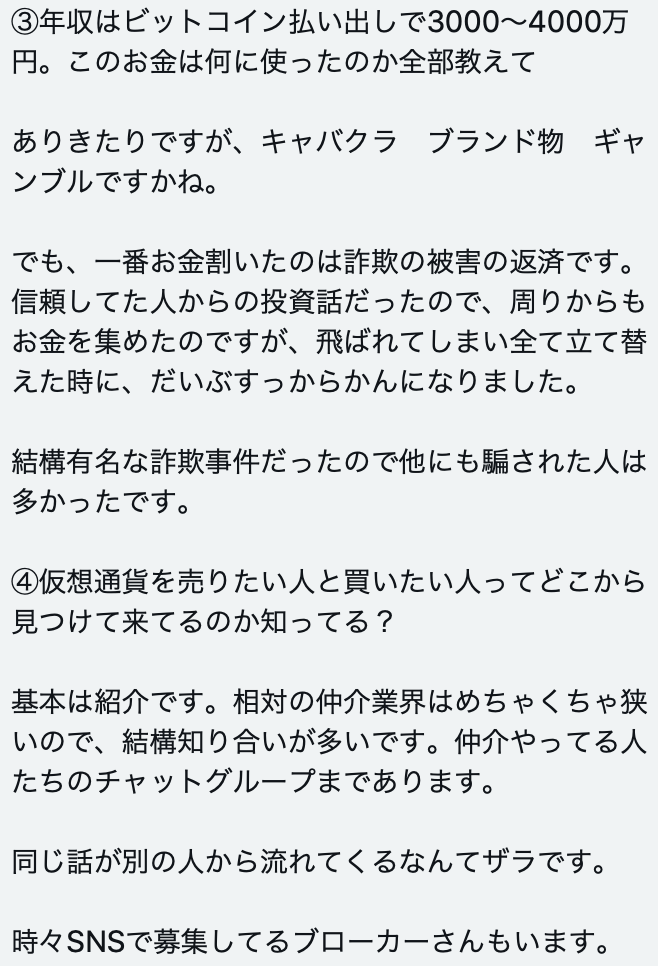 ③年収はビットコイン払い出しで3000〜4000万
円。このお金は何に使ったのか全部教えて
ありきたりですが、キャバクラ　ブランド物　ギャ
ンブルですかね。
でも、一番お金割いたのは詐欺の被害の返済です。
信頼してた人からの投資話だったので、周りからも
お金を集めたのですが、飛ばれてしまい全て立て替
えた時に、だいぶすっからかんになりました。
結構有名な詐欺事件だったので他にも騙された人は
多かったです。
④仮想通貨を売りたい人と買いたい人ってどこから
見つけて来てるのか知ってる？
基本は紹介です。相対の仲介業界はめちゃくちゃ狭
いので、結構知り合いが多いです。仲介やってる人
たちのチャットグループまであります。
同じ話が別の人から流れてくるなんてザラです。
時々SNSで募集してるブローカーさんもいます。